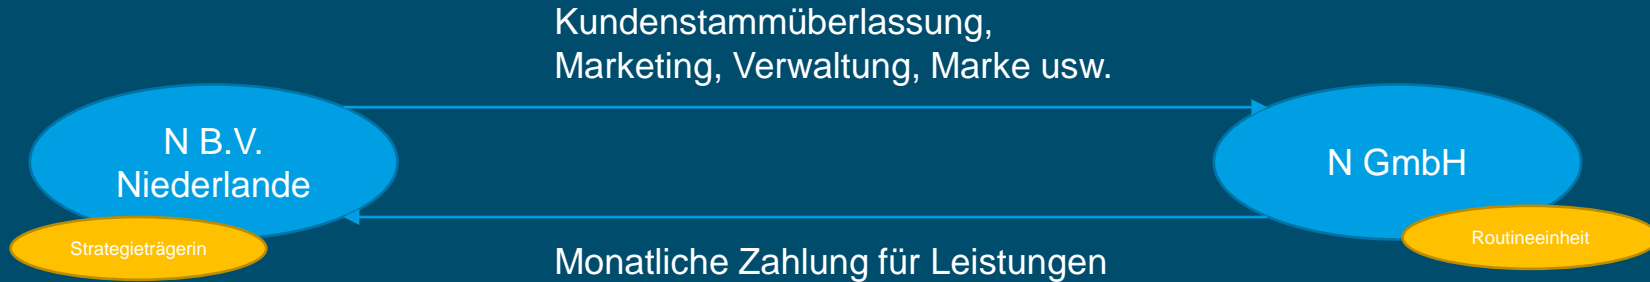 Kundenstammüberlassung,
Marketing, Verwaltung, Marke usw.
N B.V.
Niederlande
N GmbH
Strategieträgerin
Routineeinheit
Monatliche Zahlung für Leistungen